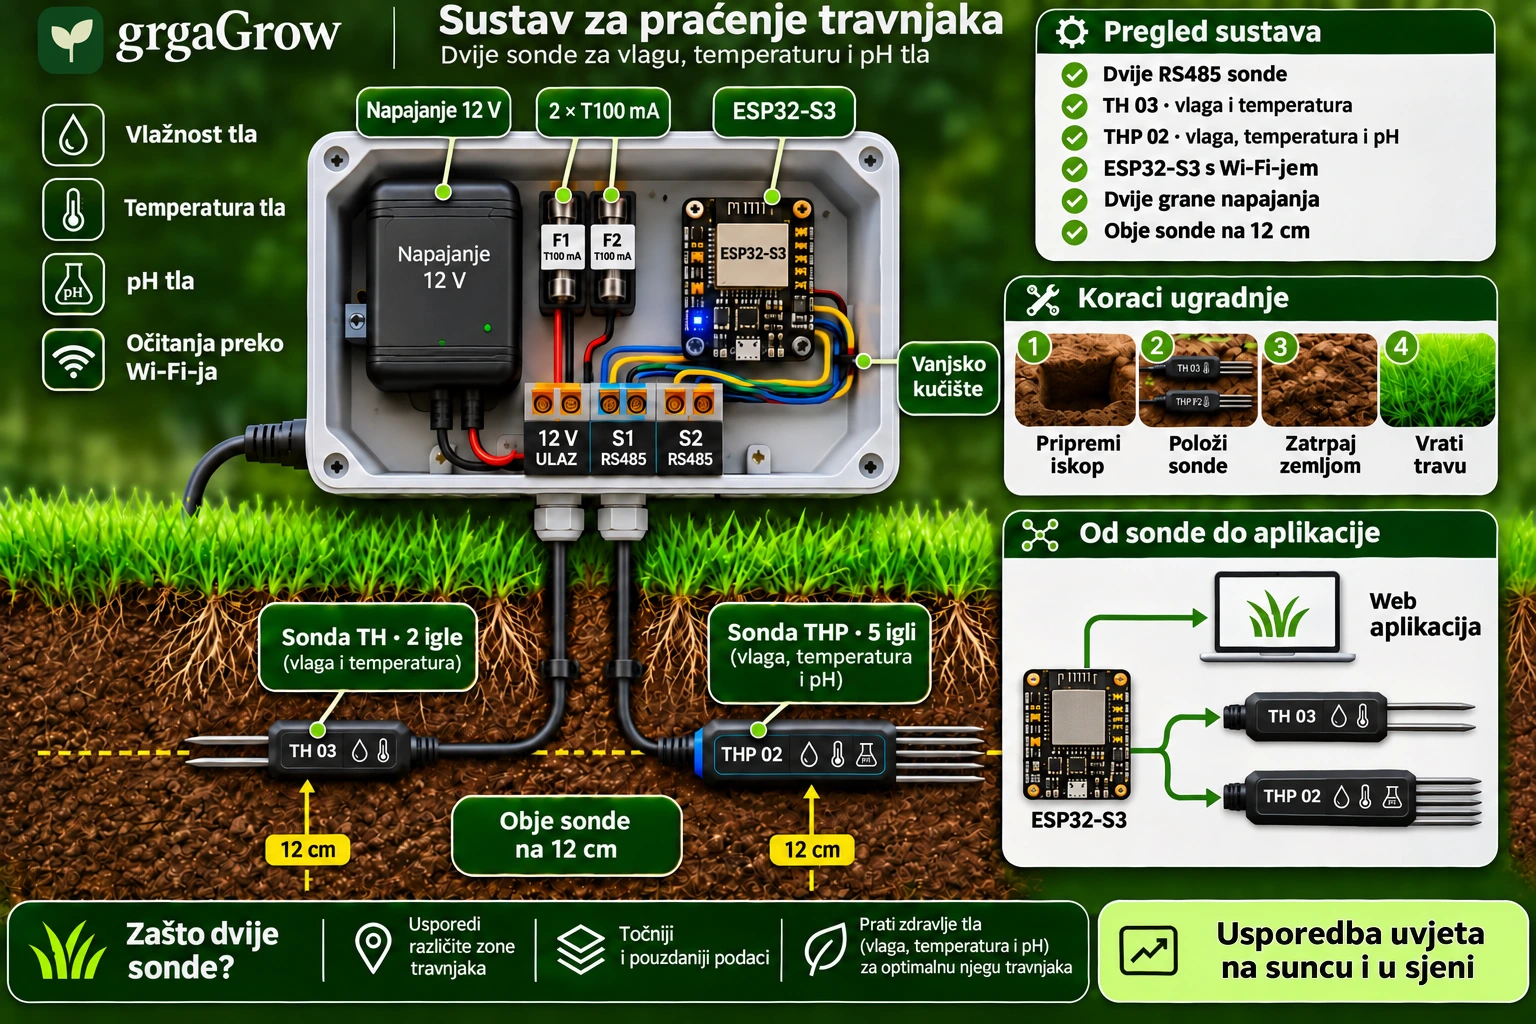 grgaGrow
Sustav za praćenje travnjaka
Dvije sonde za vlagu, temperaturu i pH tla
Vlažnost tla
Temperatura tla
pH
pH tla
Očitanja preko
Wi-Fi-ja
Napajanje 12 V
2 × T100 mA
ESP32-S3
Napajanje
12 V
F1
T100 mA
F2
T100 mA
ESP32-S3
Vanjsko
kućište
12 V
ULAZ
S1
RS485
S2
RS485
Sonda TH · 2 igle
(vlaga i temperatura)
Sonda THP · 5 igli
(vlaga, temperatura
i pH)
TH 03
THP 02
12 cm
Obje sonde
na 12 cm
12 cm
Pregled sustava
Dvije RS485 sonde
TH 03 · vlaga i temperatura
THP 02 · vlaga, temperatura i pH
ESP32-S3 s Wi-Fi-jem
Dvije grane napajanja
Obje sonde na 12 cm
Koraci ugradnje
1
2
3
4
TH 03
Pripremi
iskop
Položi
sonde
Zatrpaj
zemljom
Vrati
travu
Od sonde do aplikacije
Web
aplikacija
TH 03
THP 02
ESP32-S3
Zašto dvije
sonde?
Usporedi
različite zone
travnjaka
Točniji
i pouzdaniji podaci
Prati zdravlje tla
(vlaga, temperatura i pH)
za optimalnu njegu travnjaka
Usporedba uvjeta
na suncu i u sjeni